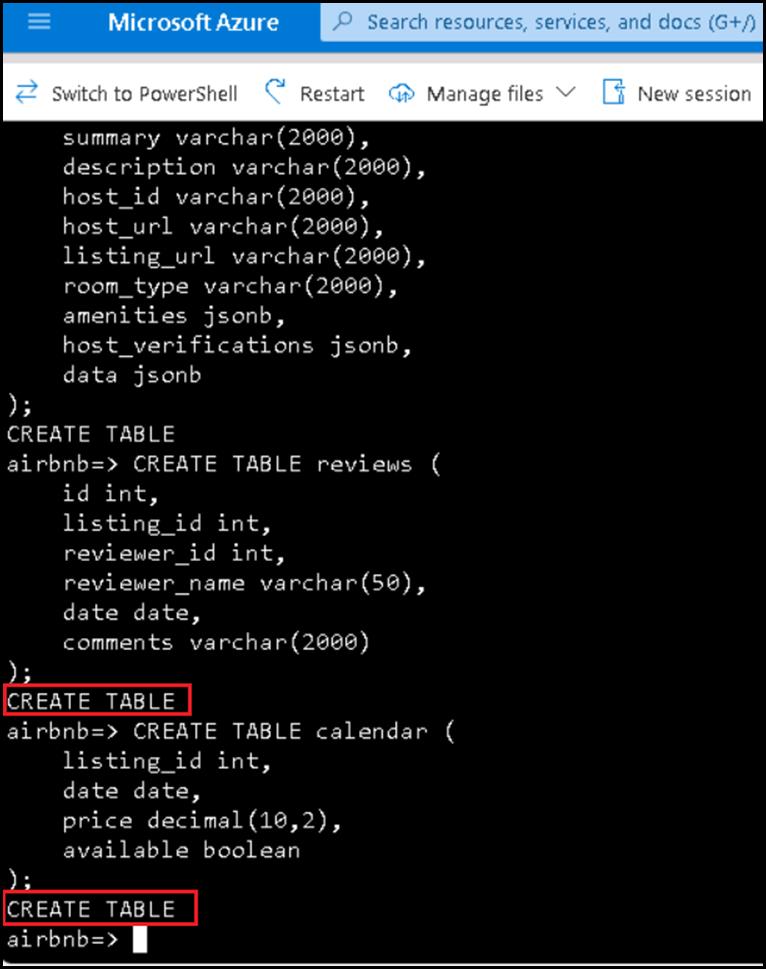 Microsoft Azure
Search resources, services, and docs (G+/)
Switch to PowerShell Restart Manage files New session
    summary varchar(2000),
    description varchar(2000),
    host_id varchar(2000),
    host_url varchar(2000),
    listing_url varchar(2000),
    room_type varchar(2000),
    amenities jsonb,
    host_verifications jsonb,
    data jsonb
);
CREATE TABLE
airbnb=> CREATE TABLE reviews (
    id int,
    listing_id int,
    reviewer_id int,
    reviewer_name varchar(50),
    date date,
    comments varchar(2000)
);
CREATE TABLE
airbnb=> CREATE TABLE calendar (
    listing_id int,
    date date,
    price decimal(10,2),
    available boolean
);
CREATE TABLE
airbnb=>